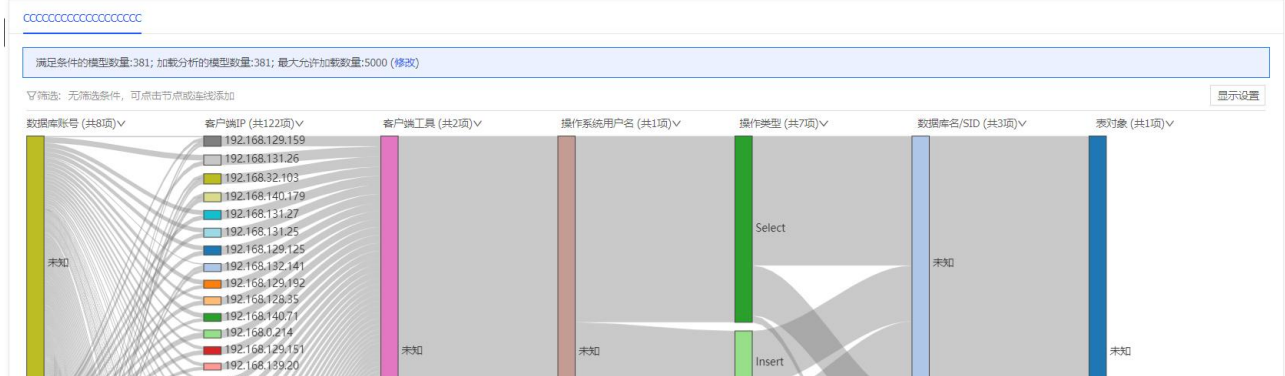 CCCCCCCCCCCCCCCCCCC
满足条件的模型数量:381; 加载分析的模型数量:381; 最大允许加载数量:5000 (修改)
筛选: 无筛选条件, 可点击节点或连线添加
显示设置
数据库账号 (共8项) 客户端IP (共122项) 客户端工具 (共2项) 操作系统用户名 (共1项) 操作类型 (共7项) 数据库名/SID (共3项) 表对象 (共1项)
192.168.129.159
192.168.131.26
192.168.32.103
192.168.140.179
192.168.131.27
192.168.131.25
Select
192.168.129.125
未知
192.168.132.141
未知
192.168.129.192
192.168.128.35
192.168.140.71
192.168.0.214
192.168.129.151
未知
未知
未知
Insert
192.168.139.20